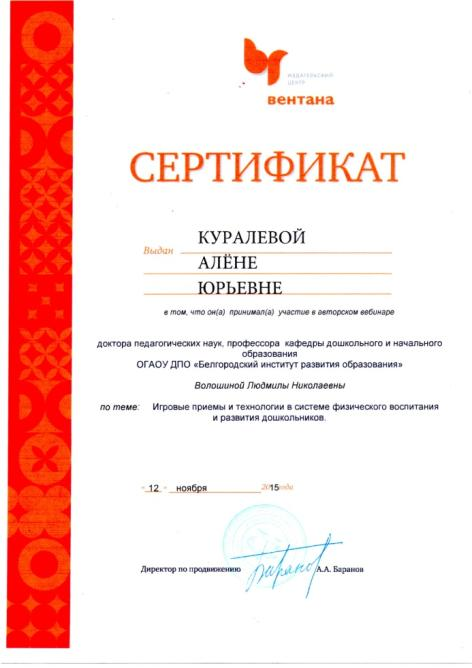 ИЗДАТЕЛЬСКИЙ
ЦЕНТР
вентана
СЕРТИФИКАТ
Выдан КУРАЛЕВОЙ
АЛЁНЕ
ЮРЬЕВНЕ
в том, что он(а) принимал(а) участие в авторском вебинаре
доктора педагогических наук, профессора кафедры дошкольного и начального
образования
ОГАОУ ДПО «Белгородский институт развития образования»
Волошиной Людмилы Николаевны
по теме: Игровые приемы и технологии в системе физического воспитания
и развития дошкольников.
« 12 » ноября 2015 года
Директор по продвижению А.А. Баранов